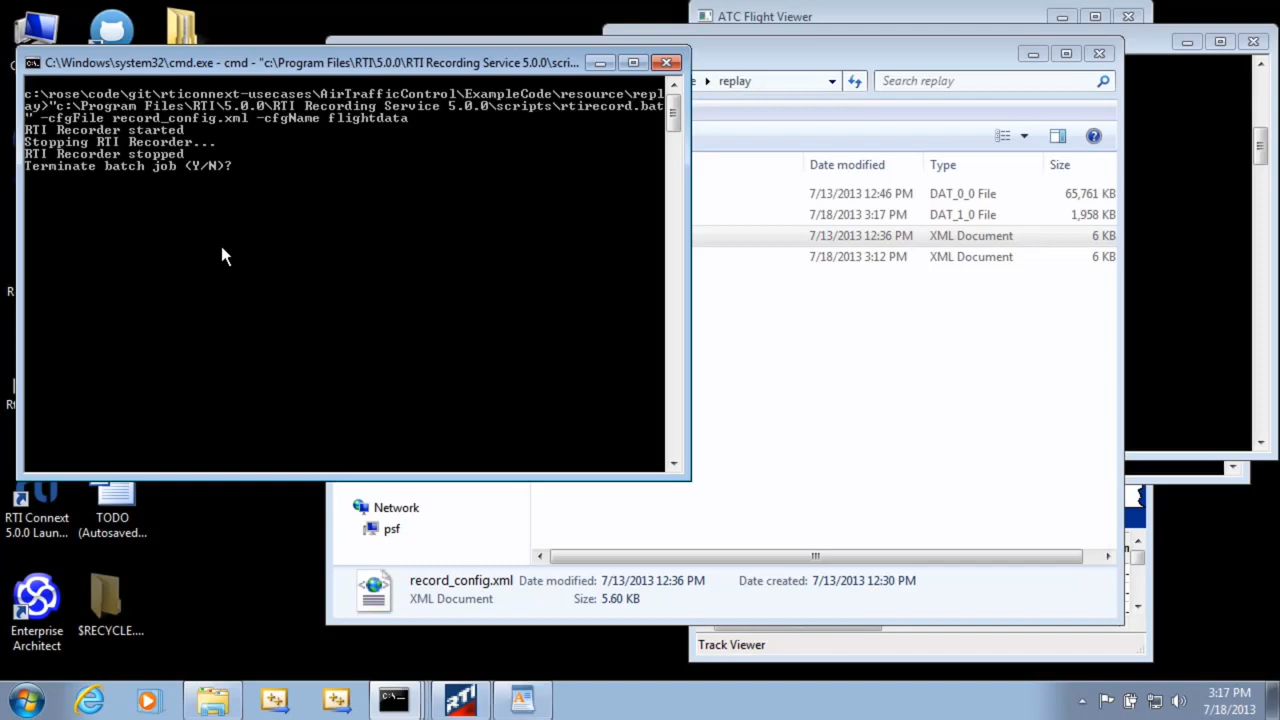 ATC Flight Viewer
C:\Windows\system32\cmd.exe - cmd - "c:\Program Files\RTI\5.0.0\RTI Recording Service 5.0.0\scri...
c:\rose\code\git\rticonnext-usecases\AirTrafficControl\ExampleCode\resource\repl
ay>"c:\Program Files\RTI\5.0.0\RTI Recording Service 5.0.0\scripts\rtirecord.bat
" -cfgFile record_config.xml -cfgName flightdata
RTI Recorder started
Stopping RTI Recorder...
RTI Recorder stopped
Terminate batch job (Y/N)?
replay
Search replay
Date modified Type Size
7/13/2013 12:46 PM DAT_0_0 File 65,761 KB
7/18/2013 3:17 PM DAT_1_0 File 1,958 KB
7/13/2013 12:36 PM XML Document 6 KB
7/18/2013 3:12 PM XML Document 6 KB
Network
psf
record_config.xml Date modified: 7/13/2013 12:36 PM Date created: 7/13/2013 12:30 PM
XML Document Size: 5.60 KB
Track Viewer
RTI Connext
5.0.0 Laun...
TODO
(Autosaved...
Enterprise
Architect
$RECYCLE....
C:\.
RTI
3:17 PM
7/18/2013